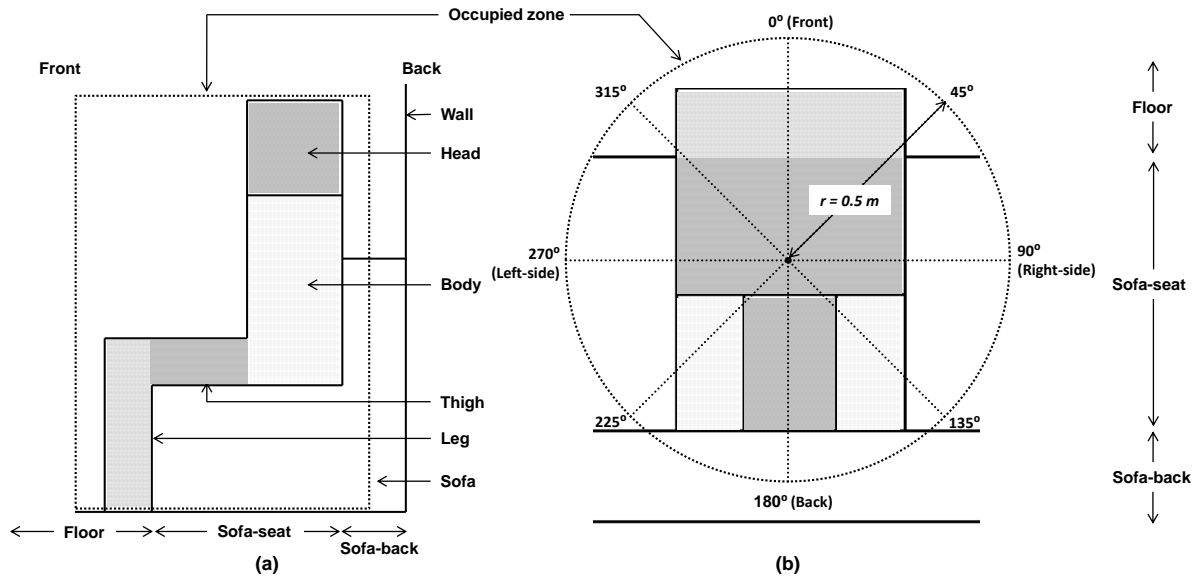 Occupied zone
Front
Back
Wall
Head
Body
Thigh
Leg
Sofa
Floor
Sofa-seat
Sofa-back
(a)
0° (Front)
315°
45°
r = 0.5 m
270°
(Left-side)
90°
(Right-side)
225°
135°
180° (Back)
(b)
Floor
Sofa-seat
Sofa-back